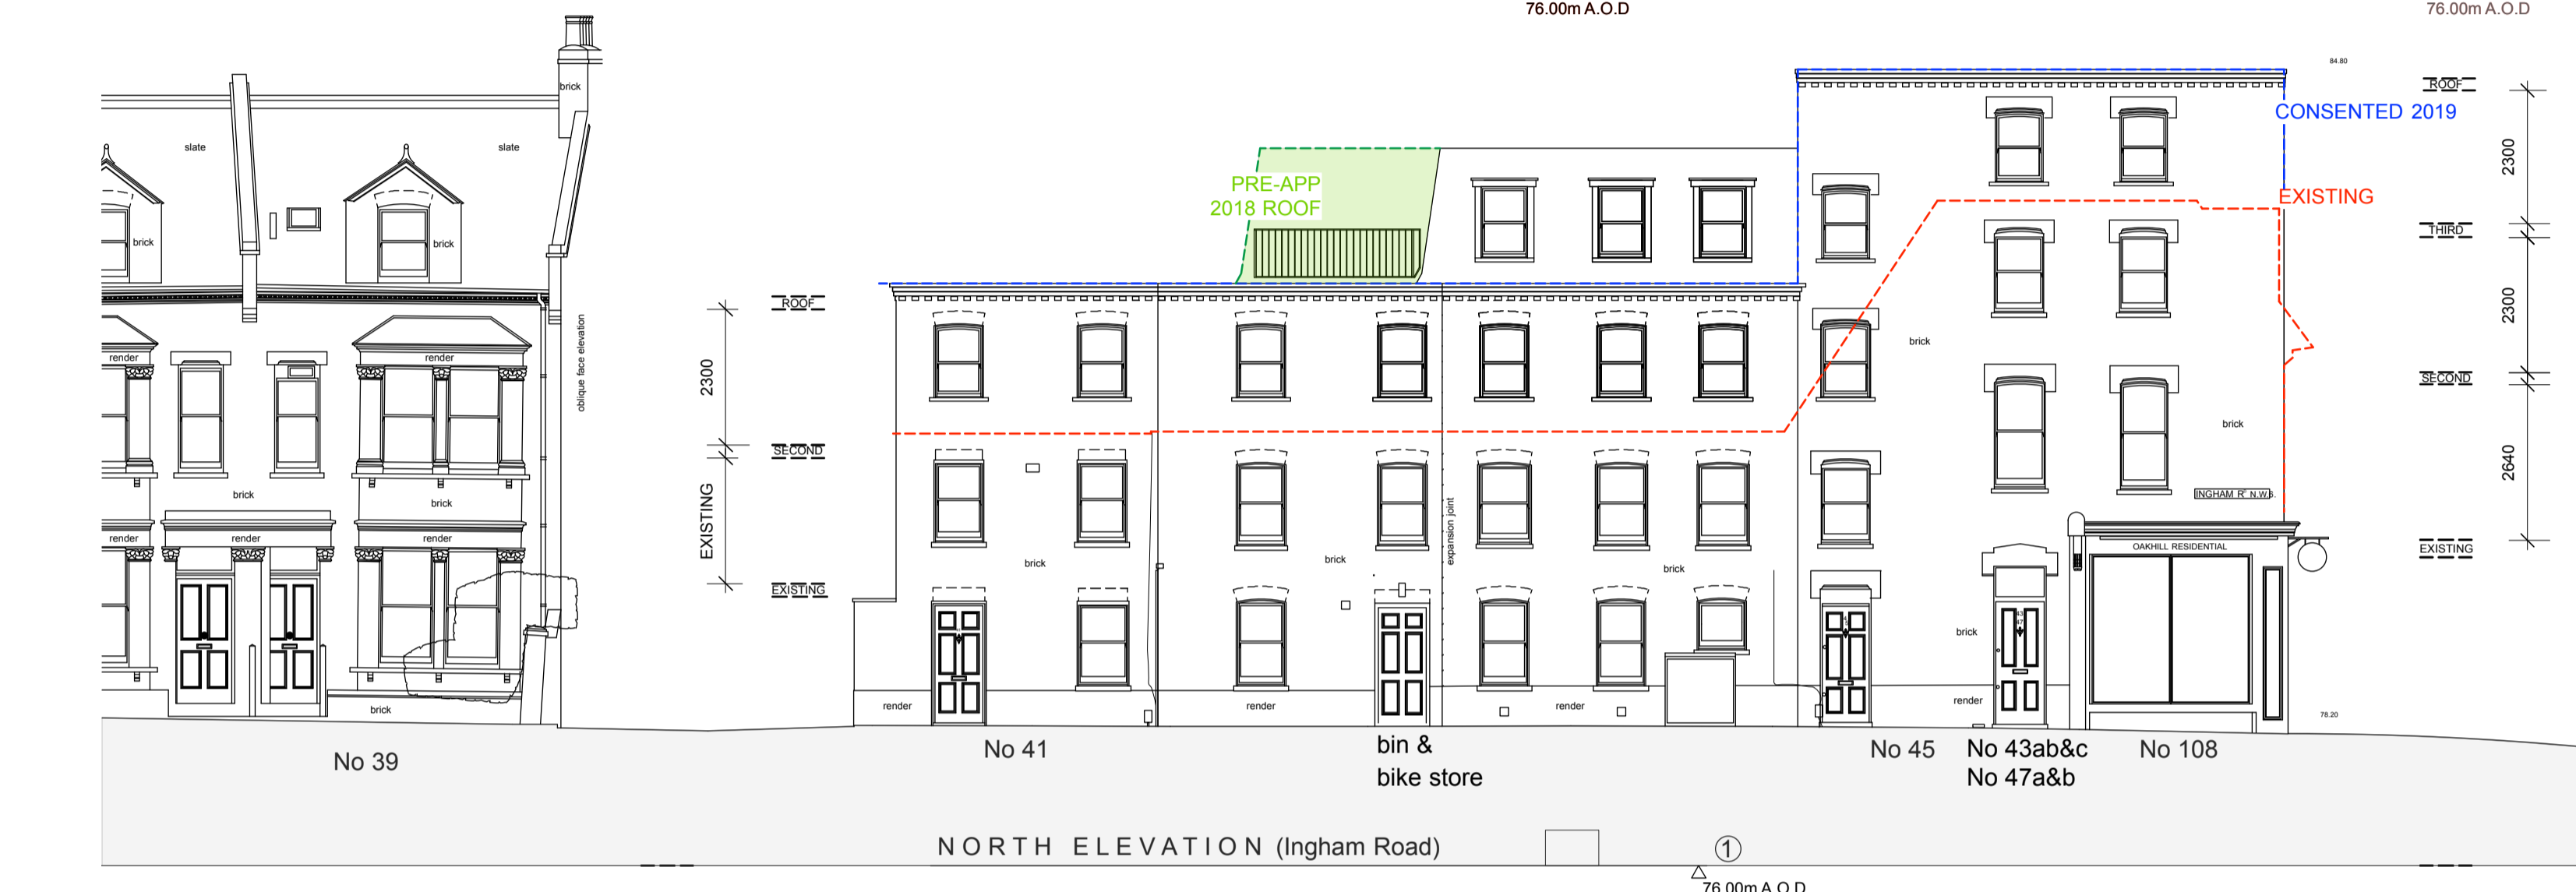 76.00m A.O.D
76.00m A.O.D
84.80
brick
ROOF
CONSENTED 2019
slate
slate
2300
PRE-APP
2018 ROOF
EXISTING
brick
brick
THIRD
ROOF
2300
oblique face elevation
render
render
brick
2300
SECOND
brick
SECOND
2640
brick
brick
INGHAM R
N.W.
expansion joint
EXISTING
render
render
render
OAKHILL RESIDENTIAL
EXISTING
brick
brick
brick
EXISTING
brick
43
47
render
render
render
render
brick
78.20
No 39
No 41
bin &
bike store
No 45
No 43ab&c
No 47a&b
No 108
NORTH ELEVATION (Ingham Road)
1
76.00m A.O.D